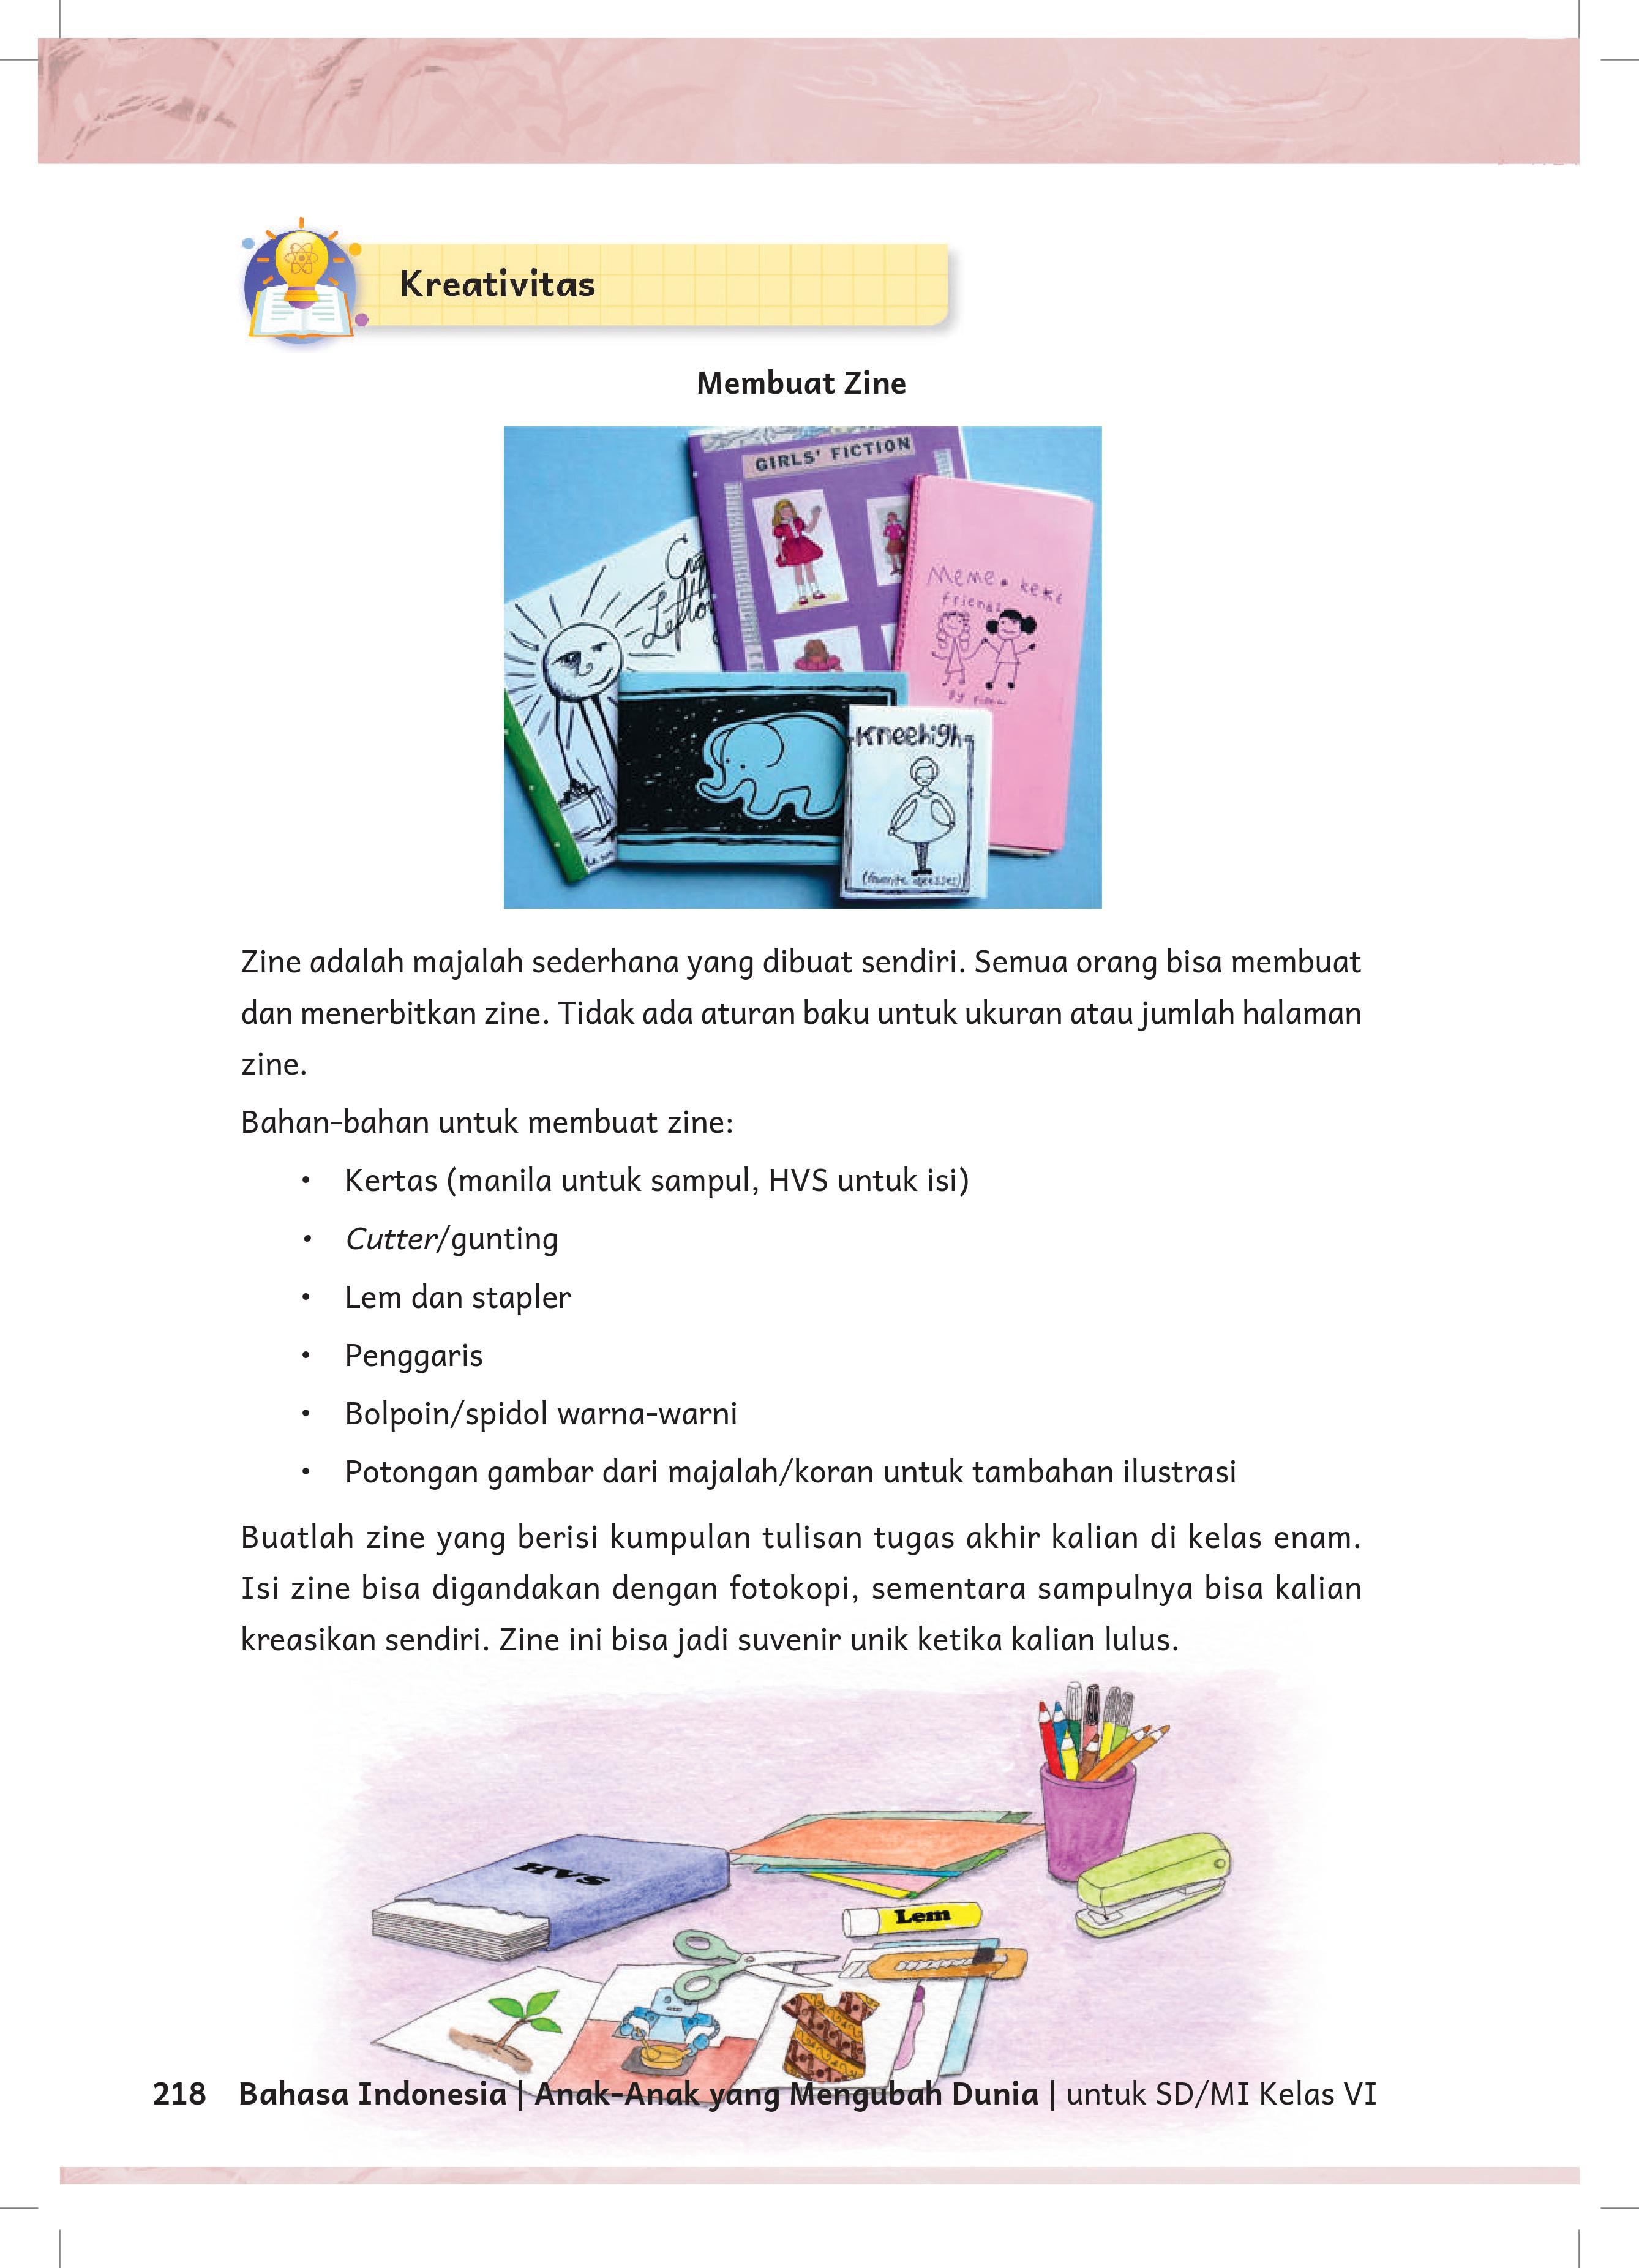 Kreativitas
Membuat Zine
GIRLS' FICTION
Meme. keke
friends
By
kneehigh
(favorite dresses)
Zine adalah majalah sederhana yang dibuat sendiri. Semua orang bisa membuat
dan menerbitkan zine. Tidak ada aturan baku untuk ukuran atau jumlah halaman
zine.
Bahan-bahan untuk membuat zine:
• Kertas (manila untuk sampul, HVS untuk isi)
• Cutter/gunting
• Lem dan stapler
• Penggaris
• Bolpoin/spidol warna-warni
• Potongan gambar dari majalah/koran untuk tambahan ilustrasi
Buatlah zine yang berisi kumpulan tulisan tugas akhir kalian di kelas enam.
Isi zine bisa digandakan dengan fotokopi, sementara sampulnya bisa kalian
kreasikan sendiri. Zine ini bisa jadi suvenir unik ketika kalian lulus.
HVS
Lem
218 Bahasa Indonesia | Anak-Anak yang Mengubah Dunia | untuk SD/MI Kelas VI